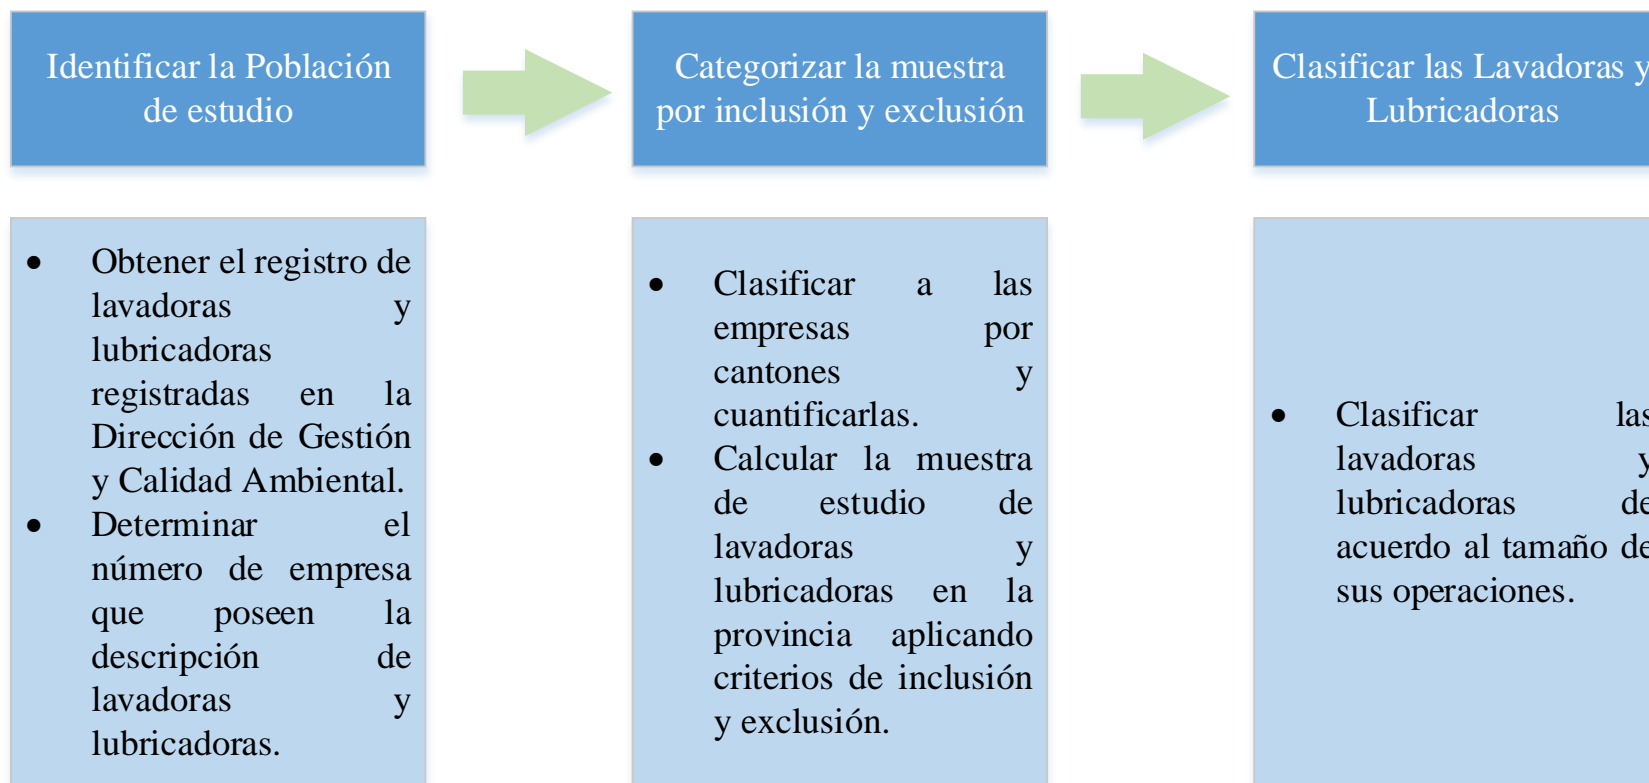 Identificar la Población
de estudio
Categorizar la muestra
por inclusión y exclusión
Clasificar las Lavadoras y
Lubricadoras
• Obtener el registro de
lavadoras y
lubricadoras
registradas en la
Dirección de Gestión
y Calidad Ambiental.
• Determinar el
número de empresa
que poseen la
descripción de
lavadoras y
lubricadoras.
• Clasificar a las
empresas por
cantones y
cuantificarlas.
• Calcular la muestra
de estudio de
lavadoras y
lubricadoras en la
provincia aplicando
criterios de inclusión
y exclusión.
• Clasificar las
lavadoras y
lubricadoras de
acuerdo al tamaño de
sus operaciones.